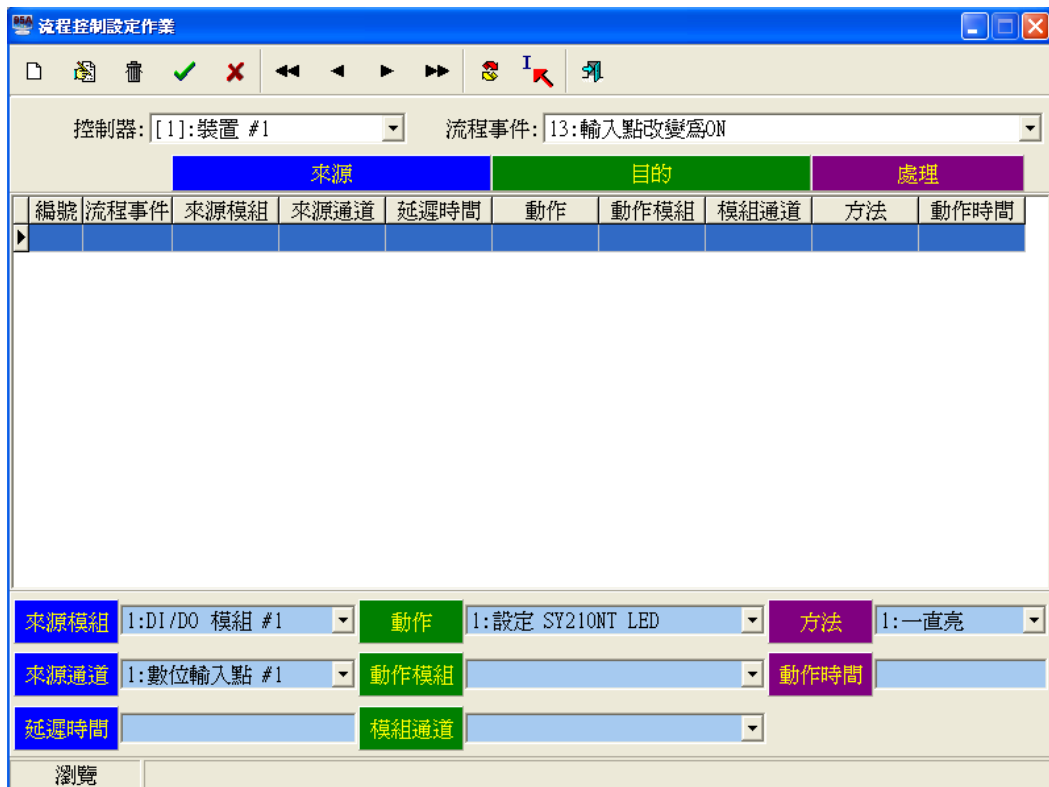 流程控制設定作業
I
控制器: [1]:裝置 #1 流程事件: 13:輸入點改變為ON
來源 目的 處理
編號 流程事件 來源模組 來源通道 延遲時間 動作 動作模組 模組通道 方法 動作時間
來源模組 1:DI/DO 模組 #1 動作 1:設定 SY210NT LED 方法 1:一直亮
來源通道 1:數位輸入點 #1 動作模組 動作時間
延遲時間 模組通道
瀏覽